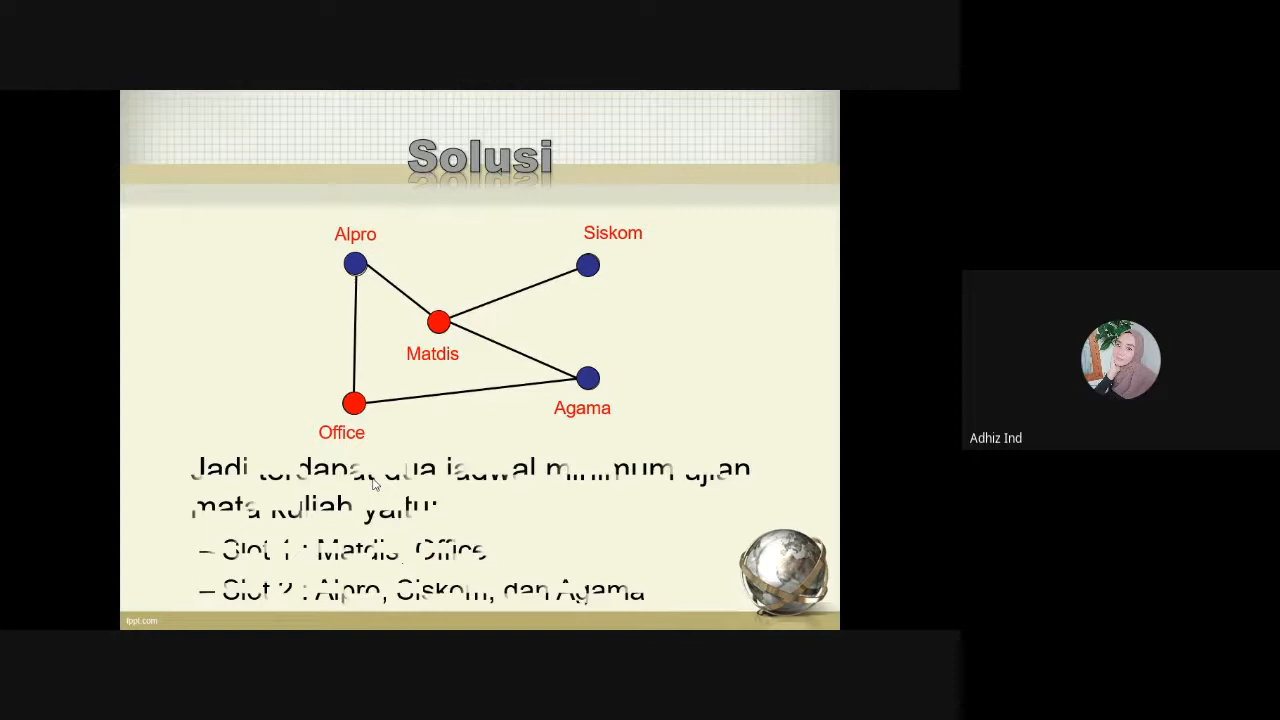 Solusi
Alpro
Siskom
Matdis
Agama
Office
Jadi terdapat dua jadwal minimum ujian
mata kuliah yaitu:
– Slot 1 : Matdis, Office
– Slot 2 : Alpro, Siskom, dan Agama
fppt.com
Adhiz Ind